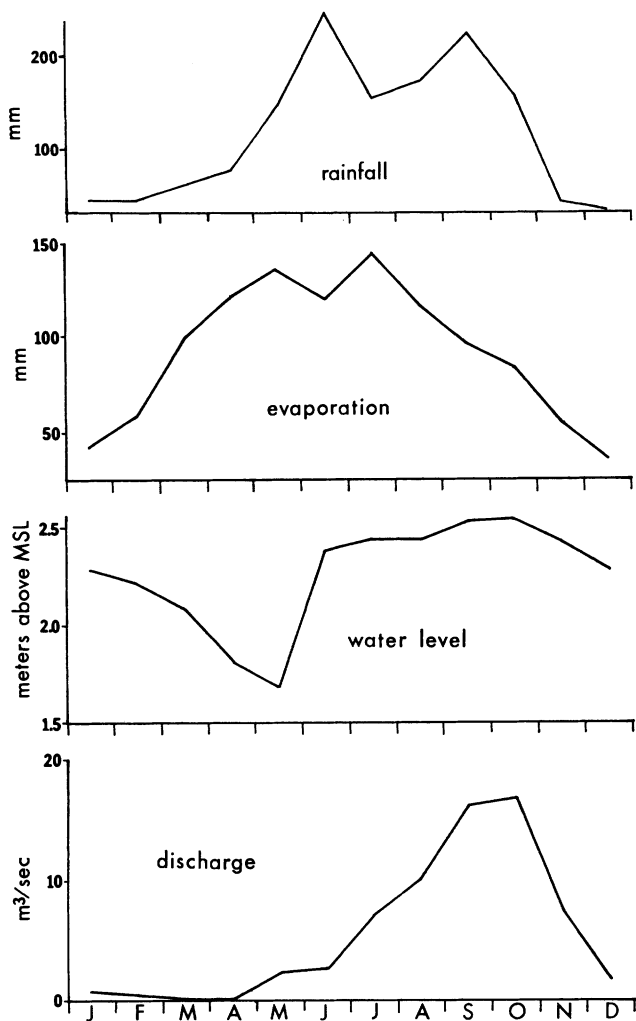 200
mm
100
rainfall
150
100
mm
evaporation
50
2.5
meters above MSL
2.0
water level
1.5
20
discharge
m³/sec
10
0
J F M A M J J A S O N D